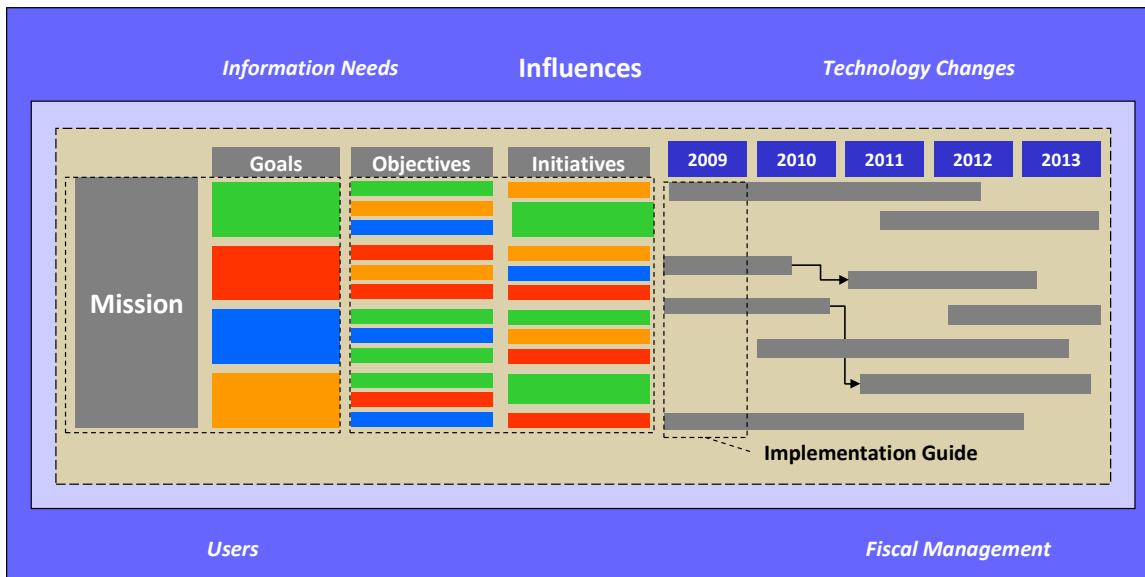 Information Needs
Influences
Technology Changes
Goals
Objectives
Initiatives
2009
2010
2011
2012
2013
Mission
Implementation Guide
Users
Fiscal Management